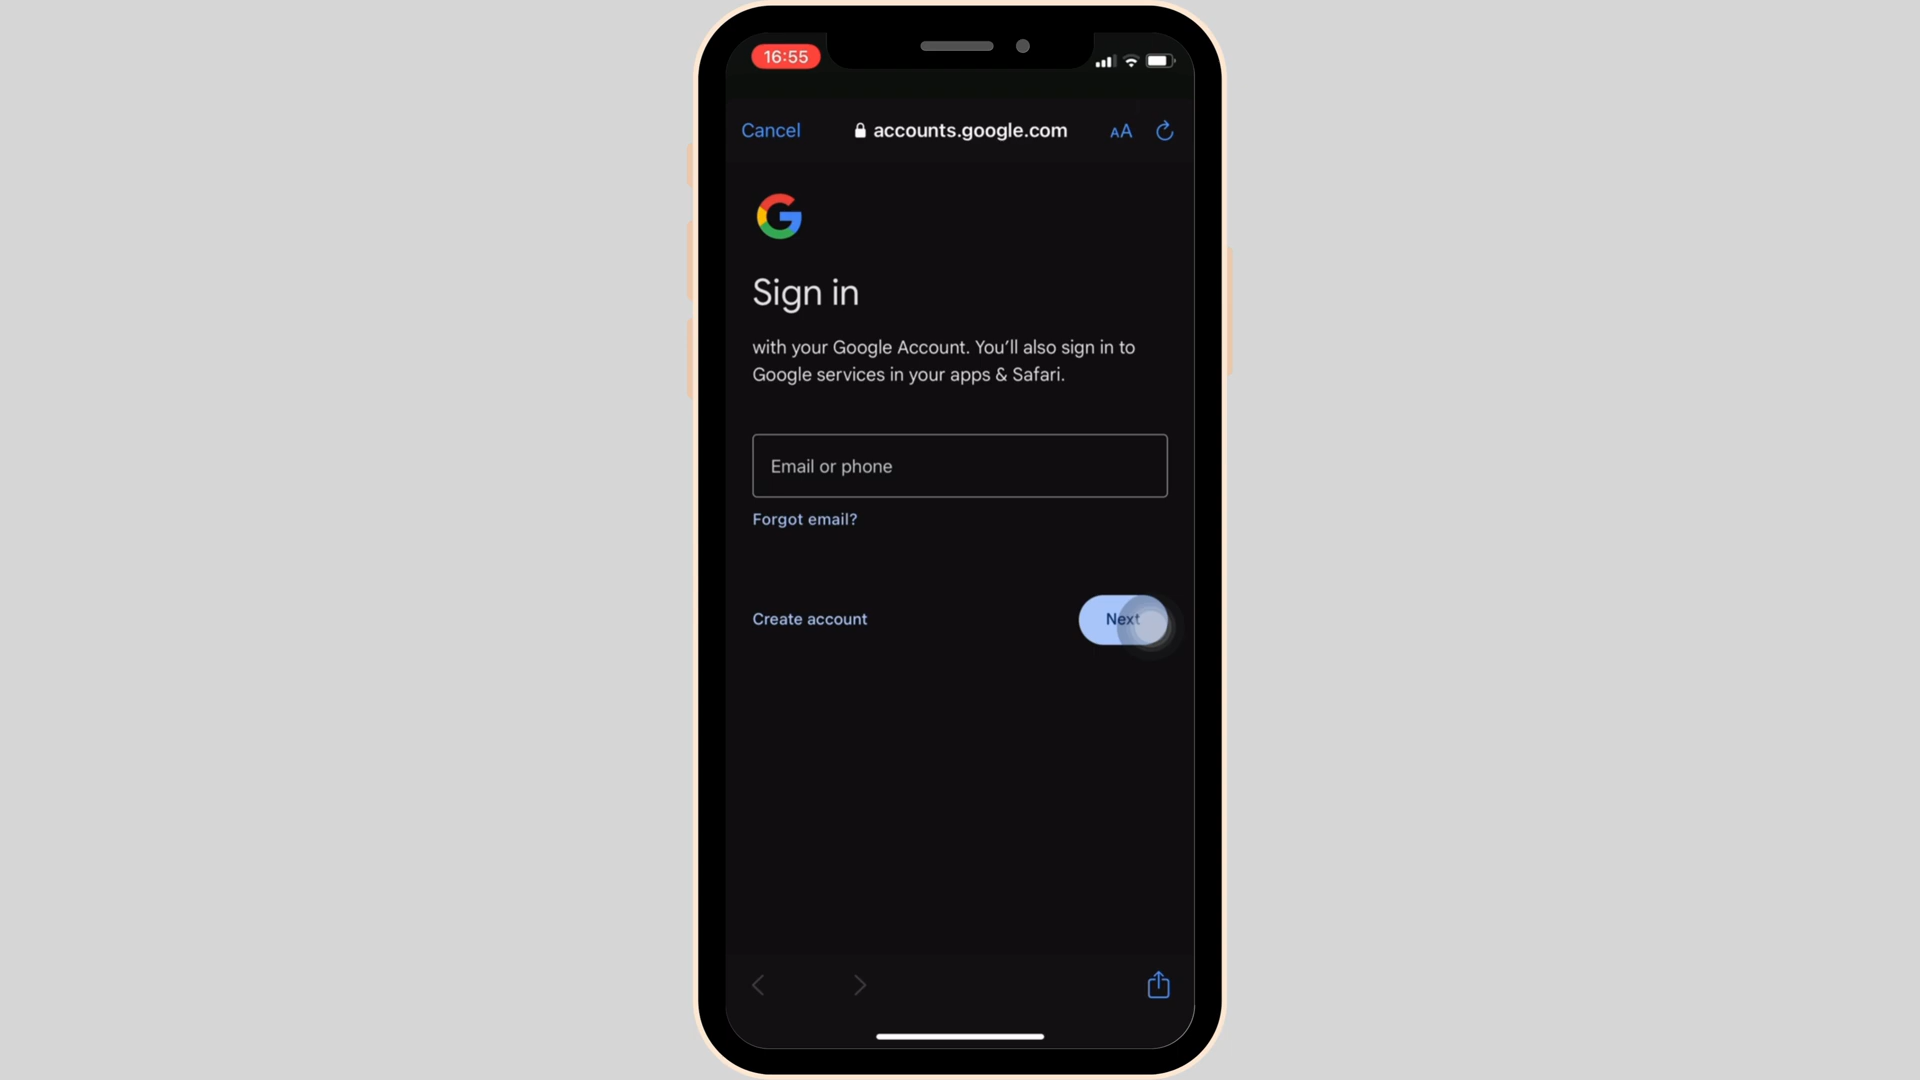 16:55
Cancel
accounts.google.com
AA
Sign in
with your Google Account. You'll also sign in to
Google services in your apps & Safari.
Email or phone
Forgot email?
Create account
Next